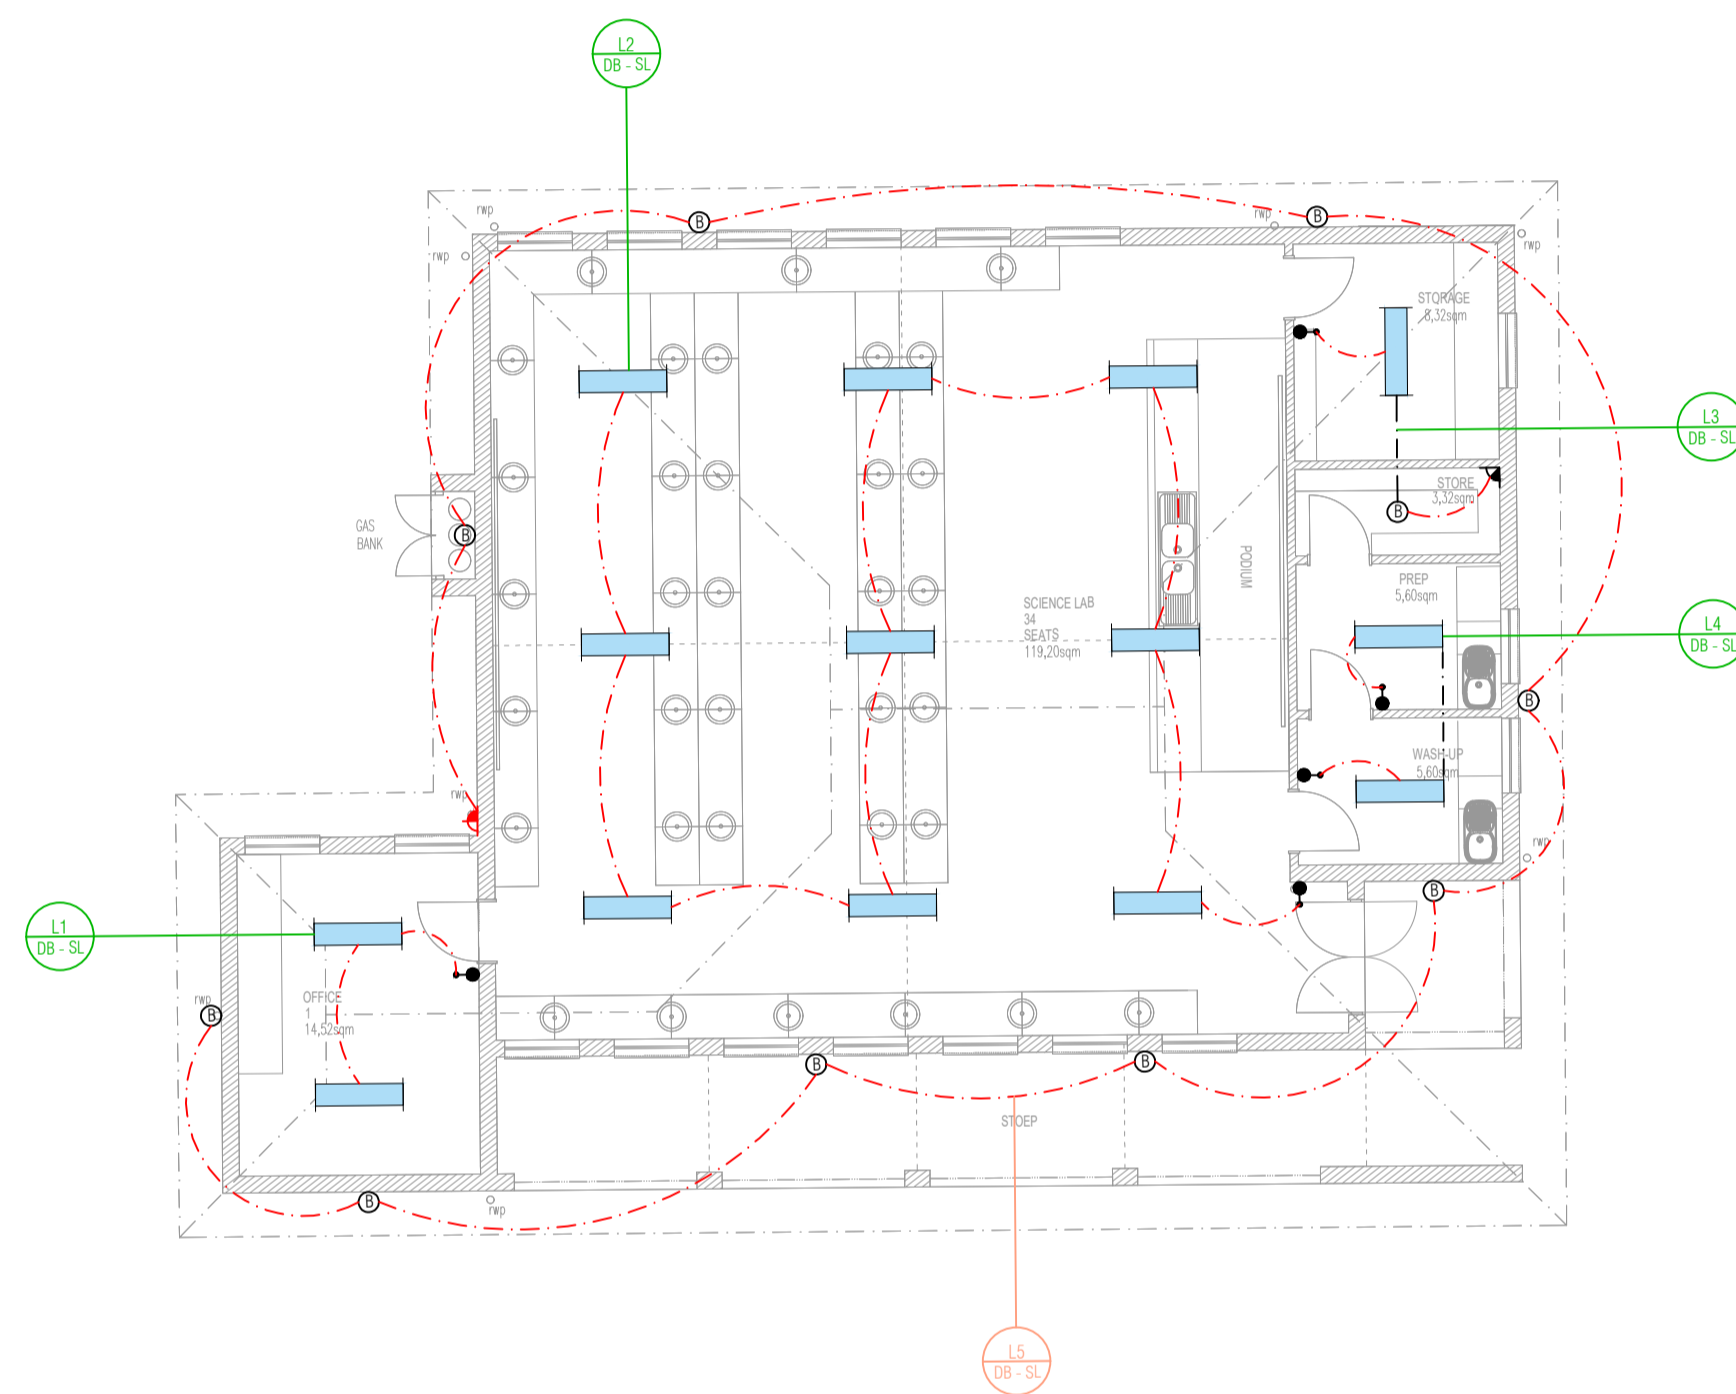 L2
DB - SL
rwp
B
B
rwp
rwp
rwp
STORAGE
8,32sqm
L3
DB - SL
STORE
3,32sqm
B
GAS
BANK
B
PODIUM
PREP
5,60sqm
SCIENCE LAB
34
SEATS
119,20sqm
L4
DB - SL
B
WASH-UP
5,60sqm
rwp
rwp
B
L1
DB - SL
OFFICE
1
14,52sqm
rwp
B
B
B
STOEP
B
rwp
L5
DB - SL